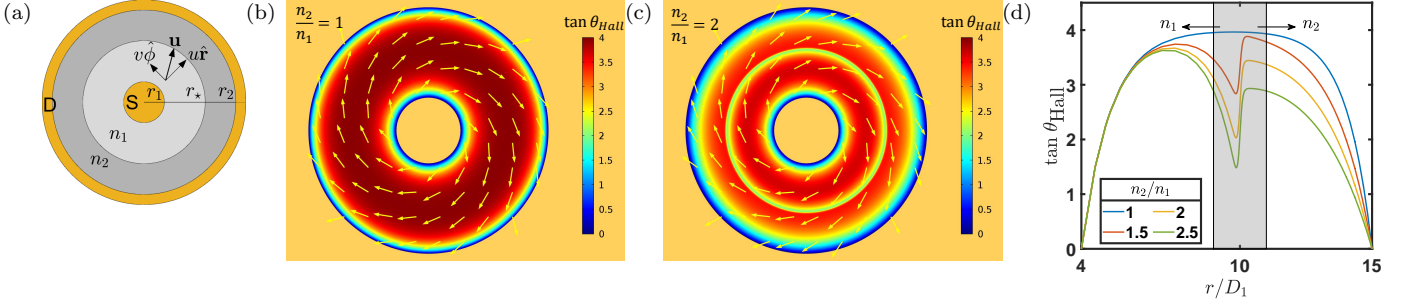 (a)
D
S
r₁
r⋆
r₂
n₁
n₂
vφ̂
u
ur̂
(b)
n₂/n₁ = 1
tan θHall
4
3.5
3
2.5
2
1.5
1
0.5
0
(c)
n₂/n₁ = 2
tan θHall
4
3.5
3
2.5
2
1.5
1
0.5
0
(d)
n₁
n₂
tan θHall
4
3
2
1
0
n₂/n₁
1 2
1.5 2.5
4 10 15
r/D₁